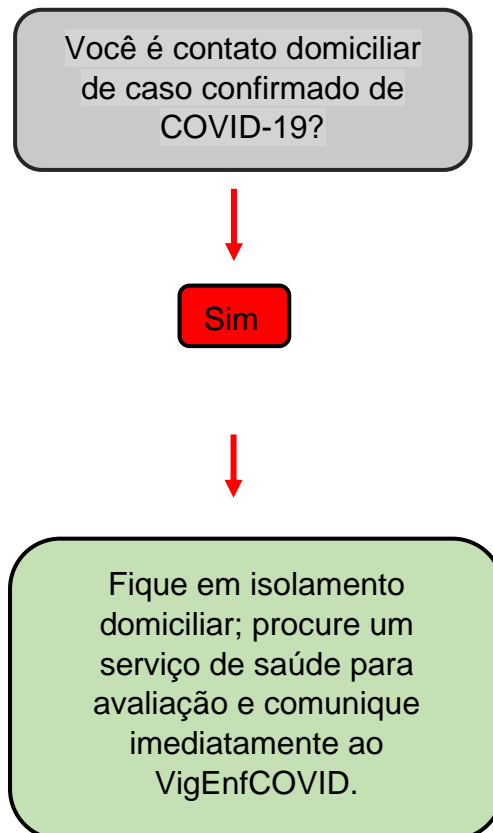 Você é contato domiciliar
de caso confirmado de
COVID-19?
Sim
Fique em isolamento
domiciliar; procure um
serviço de saúde para
avaliação e comunique
imediatamente ao
VigEnfCOVID.